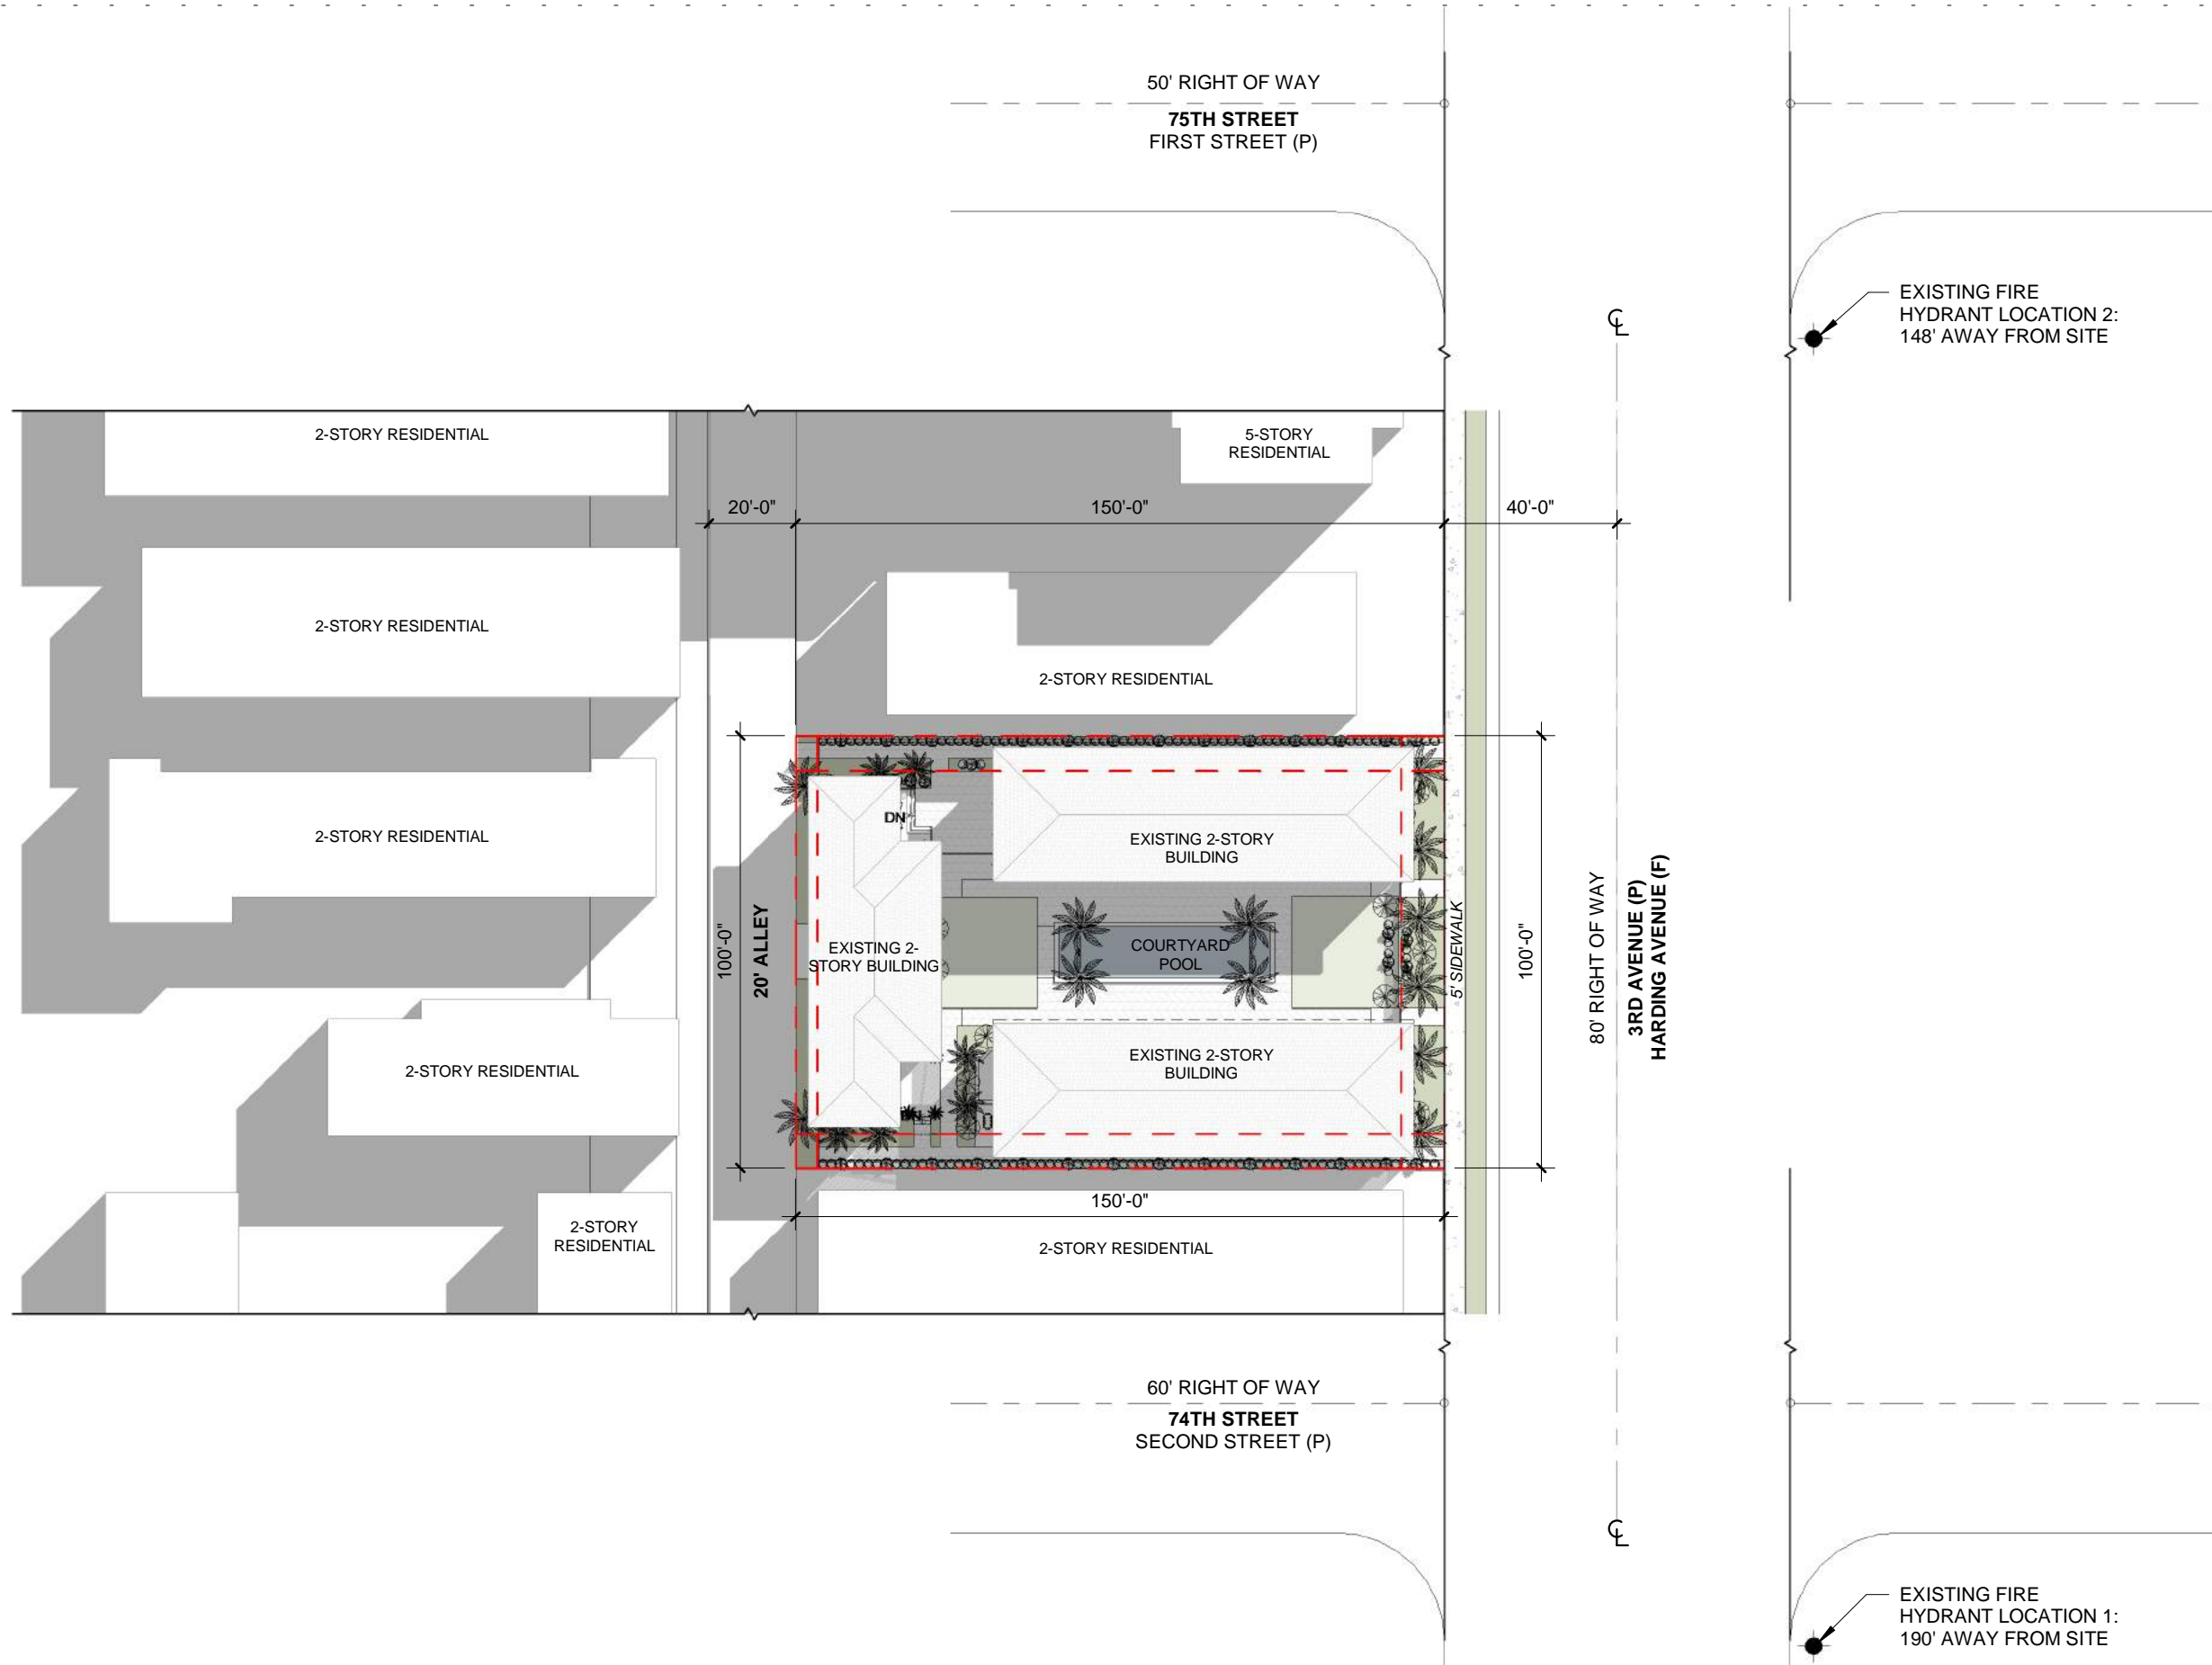 50' RIGHT OF WAY
75TH STREET
FIRST STREET (P)
EXISTING FIRE
HYDRANT LOCATION 2:
148' AWAY FROM SITE
℄
2-STORY RESIDENTIAL
5-STORY
RESIDENTIAL
20'-0"
150'-0"
40'-0"
2-STORY RESIDENTIAL
2-STORY RESIDENTIAL
2-STORY RESIDENTIAL
DN
EXISTING 2-STORY
BUILDING
100'-0"
20' ALLEY
EXISTING 2-
STORY BUILDING
COURTYARD
POOL
5' SIDEWALK
100'-0"
80' RIGHT OF WAY
3RD AVENUE (P)
HARDING AVENUE (F)
2-STORY RESIDENTIAL
EXISTING 2-STORY
BUILDING
150'-0"
2-STORY
RESIDENTIAL
2-STORY RESIDENTIAL
60' RIGHT OF WAY
74TH STREET
SECOND STREET (P)
℄
EXISTING FIRE
HYDRANT LOCATION 1:
190' AWAY FROM SITE